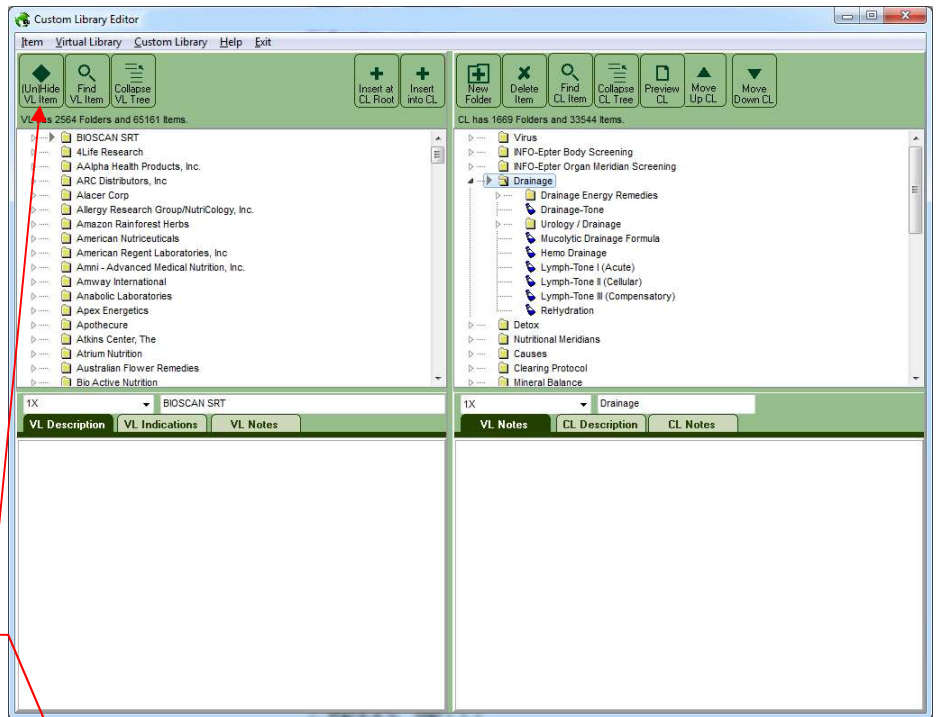 Custom Library Editor
Item Virtual Library Custom Library Help Exit
(Un)Hide VL Item
Find VL Item
Collapse VL Tree
Insert at CL Root
Insert into CL
VL has 2564 Folders and 65161 Items.
BIOSCAN SRT
4Life Research
AAlpha Health Products, Inc.
ARC Distributors, Inc
Alacer Corp
Allergy Research Group/NutriCology, Inc.
Amazon Rainforest Herbs
American Nutriceuticals
American Regent Laboratories, Inc
Amni - Advanced Medical Nutrition, Inc.
Amway International
Anabolic Laboratories
Apex Energetics
Apothecure
Atkins Center, The
Atrium Nutrition
Australian Flower Remedies
Bio Active Nutrition
1X BIOSCAN SRT
VL Description VL Indications VL Notes
New Folder
Delete Item
Find CL Item
Collapse CL Tree
Preview CL
Move Up CL
Move Down CL
CL has 1669 Folders and 33544 Items.
Virus
INFO-Epter Body Screening
INFO-Epter Organ Meridian Screening
Drainage
Drainage Energy Remedies
Drainage-Tone
Urology / Drainage
Mucolytic Drainage Formula
Hemo Drainage
Lymph-Tone I (Acute)
Lymph-Tone II (Cellular)
Lymph-Tone III (Compensatory)
ReHydration
Detox
Nutritional Meridians
Causes
Clearing Protocol
Mineral Balance
1X Drainage
VL Notes CL Description CL Notes